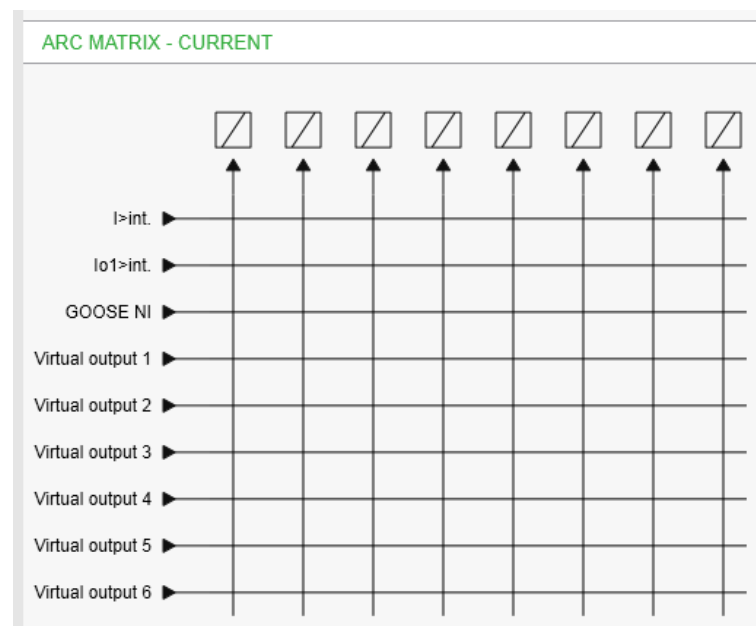 ARC MATRIX - CURRENT
I>int.
Io1>int.
GOOSE NI
Virtual output 1
Virtual output 2
Virtual output 3
Virtual output 4
Virtual output 5
Virtual output 6